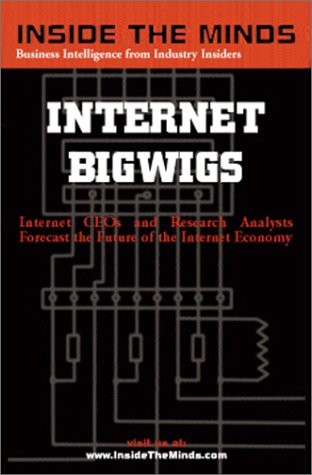 INSIDE THE MINDS
Business Intelligence from Industry Insiders
INTERNET
BIGWIGS
Internet CEOs and Research Analysts
Forecast the Future of the Internet Economy
visit us at:
www.InsideTheMinds.com